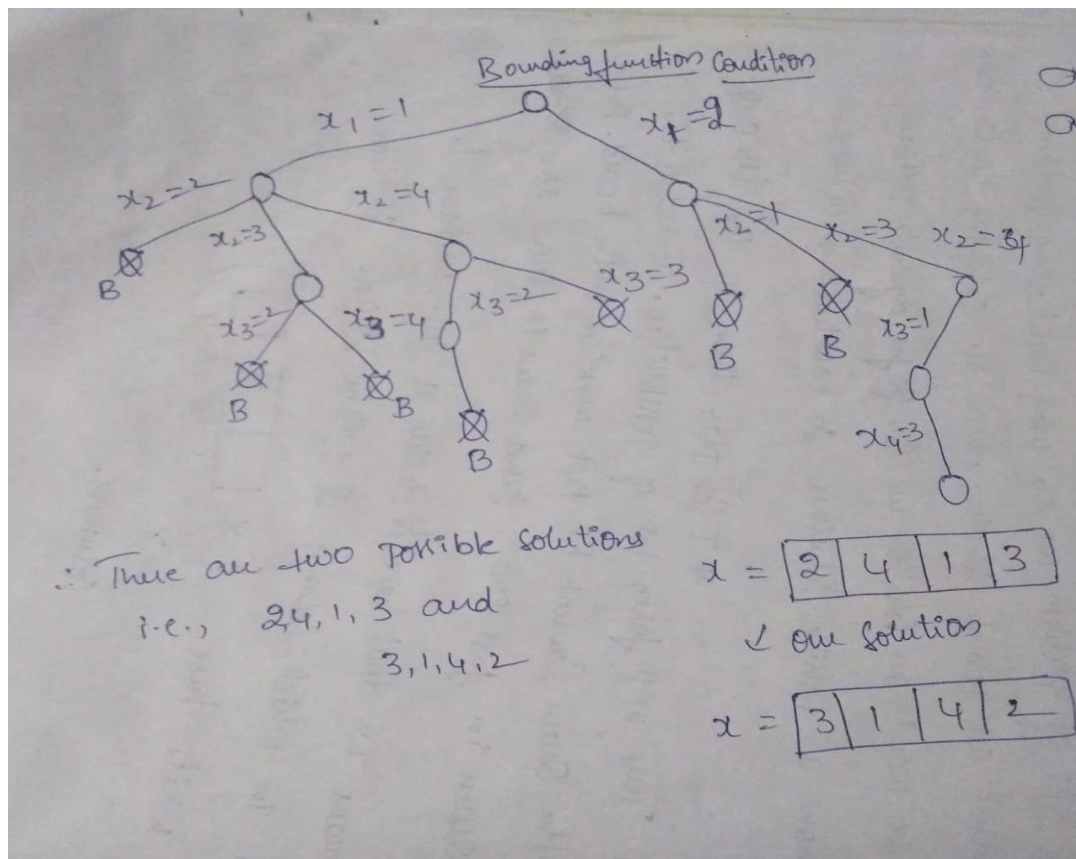 Bounding function Condition
x₁ = 1
x₁ = 2
x₂ = 2
x₂ = 4
x₂ = 3
x₂ = 1
x₂ = 3
x₂ = 4
B
x₃ = 2
x₃ = 4
x₃ = 2
x₃ = 3
x₃ = 1
B
B
B
B
B
x₄ = 3
∴ There are two possible solutions
i.e., 2,4,1,3 and
3,1,4,2
x = 2 4 1 3
✓ one solution
x = 3 1 4 2